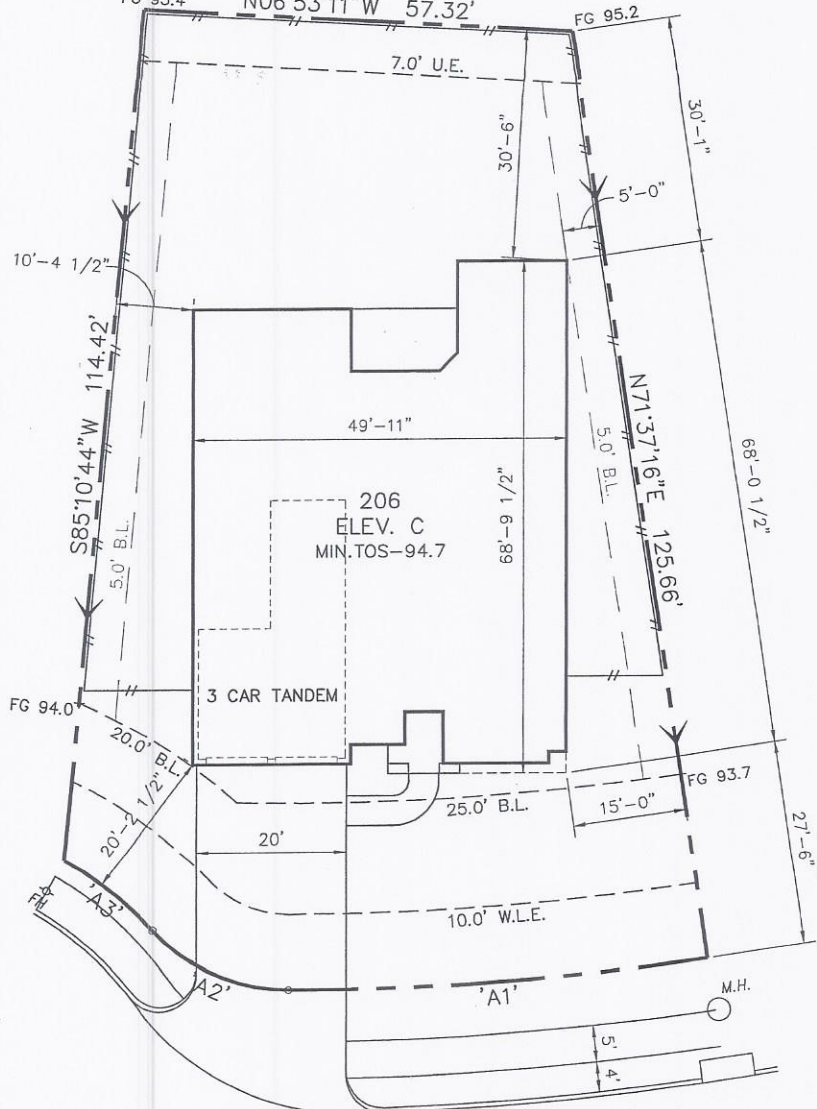 N06°53'11"W 57.32'
FG 95.2
7.0' U.E.
30'-6"
30'-1"
5'-0"
10'-4 1/2"
S85°10'44"W 114.42'
49'-11"
N71°37'16"E 125.66'
5.0' B.L.
68'-0 1/2"
206
ELEV. C
MIN.TOS-94.7
68'-9 1/2"
5.0' B.L.
3 CAR TANDEM
FG 94.0
20.0' B.L.
FG 93.7
25.0' B.L.
15'-0"
20'-2 1/2"
20'
27'-6"
'A3'
FH
10.0' W.L.E.
A2'
'A1'
M.H.
5'
4'